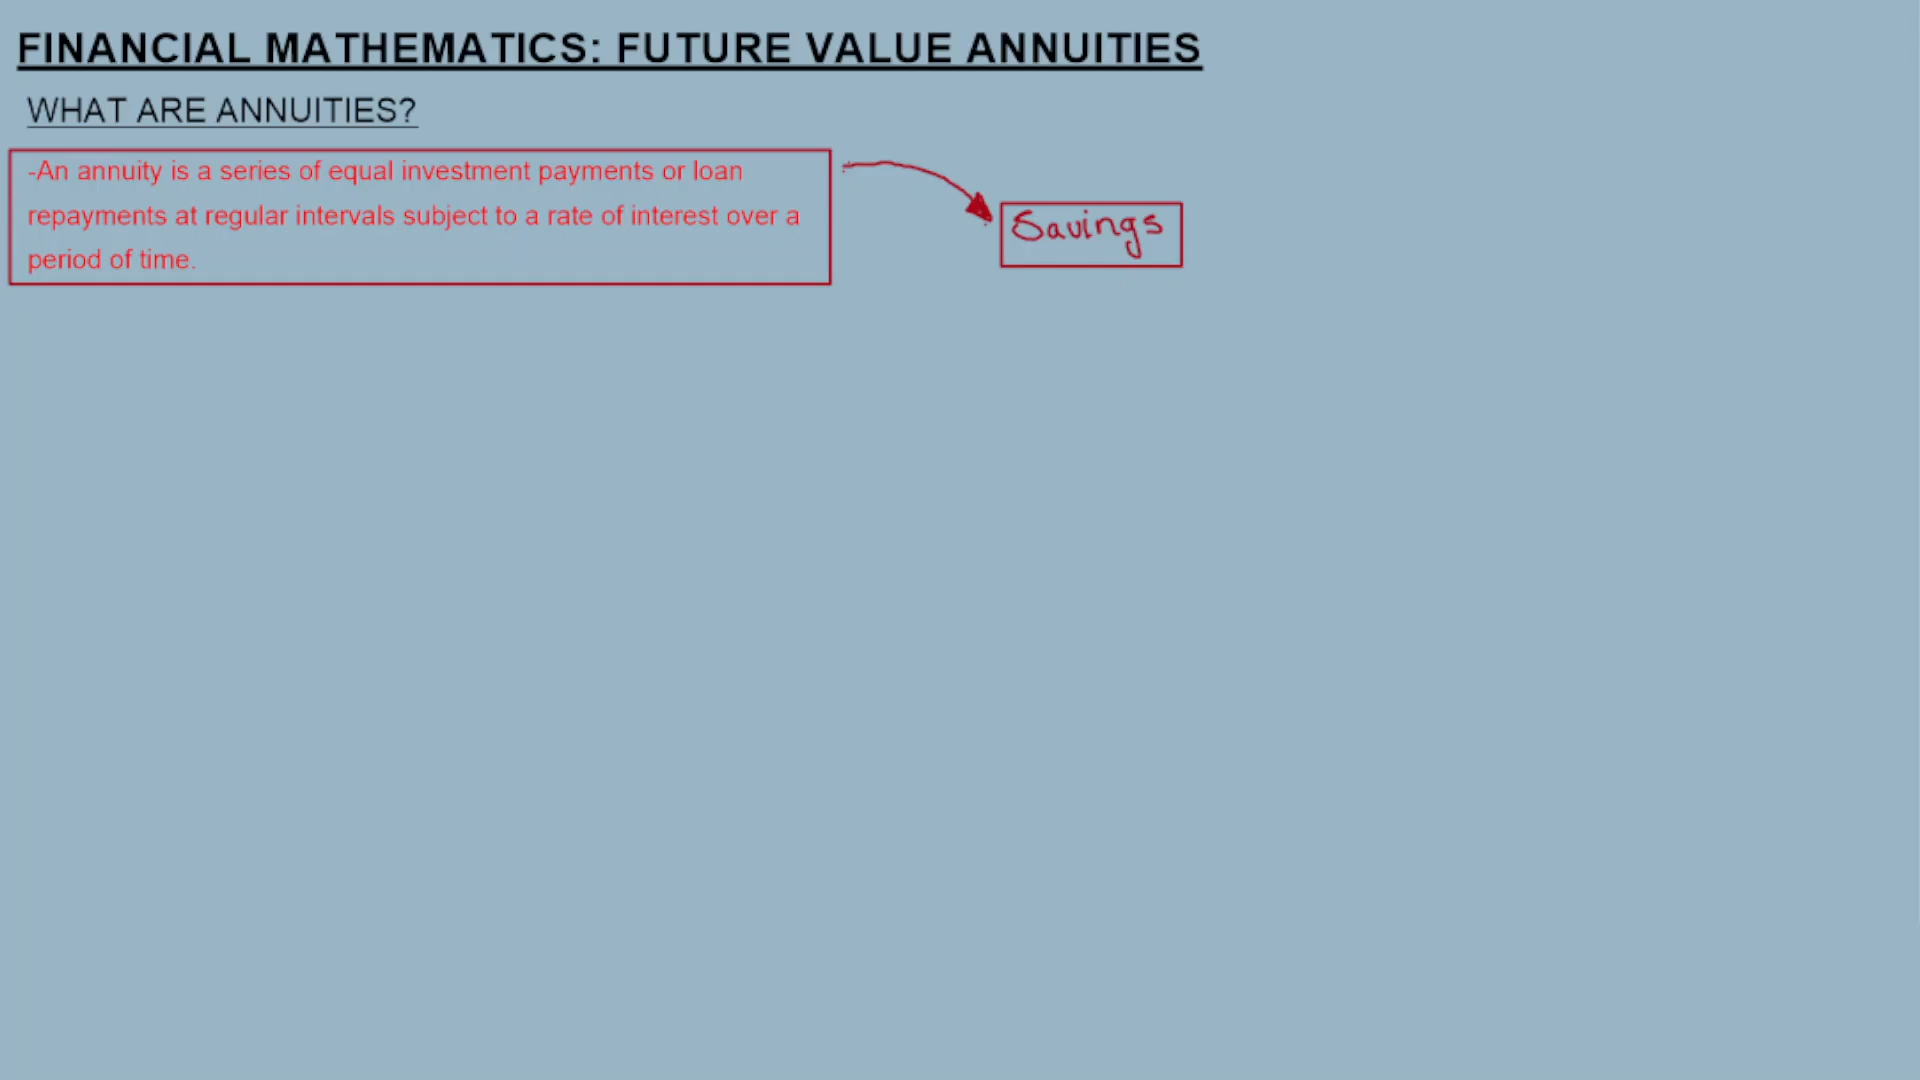 FINANCIAL MATHEMATICS: FUTURE VALUE ANNUITIES
WHAT ARE ANNUITIES?
-An annuity is a series of equal investment payments or loan
repayments at regular intervals subject to a rate of interest over a
period of time.
Savings